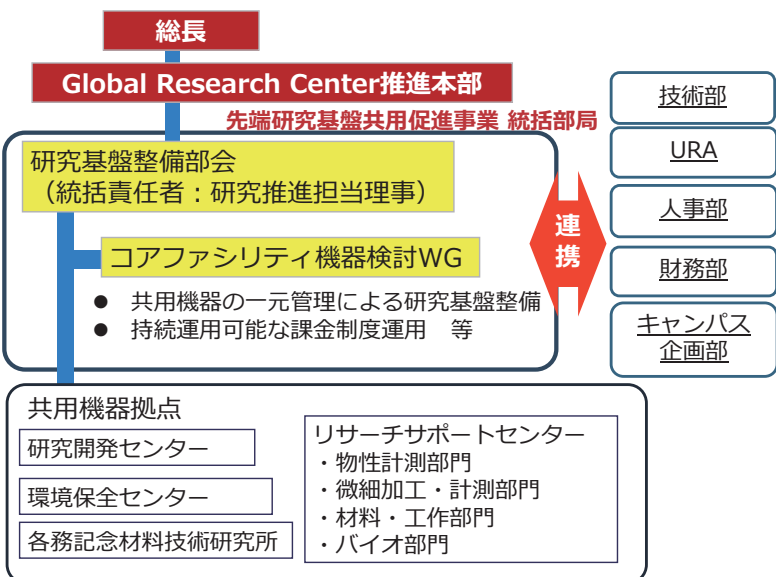 総長
Global Research Center推進本部
先端研究基盤共用促進事業 統括部局
研究基盤整備部会
（統括責任者：研究推進担当理事）
コアファシリティ機器検討WG
● 共用機器の一元管理による研究基盤整備
● 持続運用可能な課金制度運用　等
連携
技術部
URA
人事部
財務部
キャンパス
企画部
共用機器拠点
研究開発センター
環境保全センター
各務記念材料技術研究所
リサーチサポートセンター
・物性計測部門
・微細加工・計測部門
・材料・工作部門
・バイオ部門